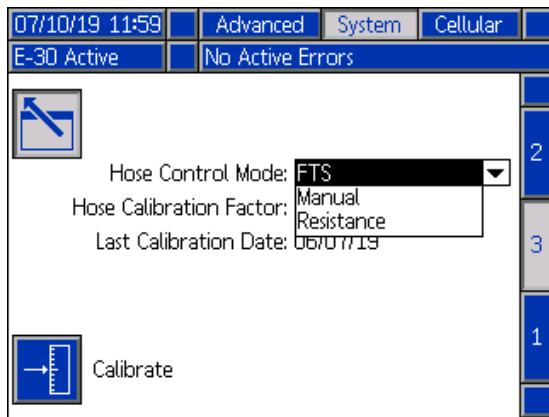 07/10/19 11:59 Advanced System Cellular
E-30 Active No Active Errors
2
Hose Control Mode: FTS
Manual
Hose Calibration Factor:
Resistance
Last Calibration Date: 06/07/19
3
1
Calibrate